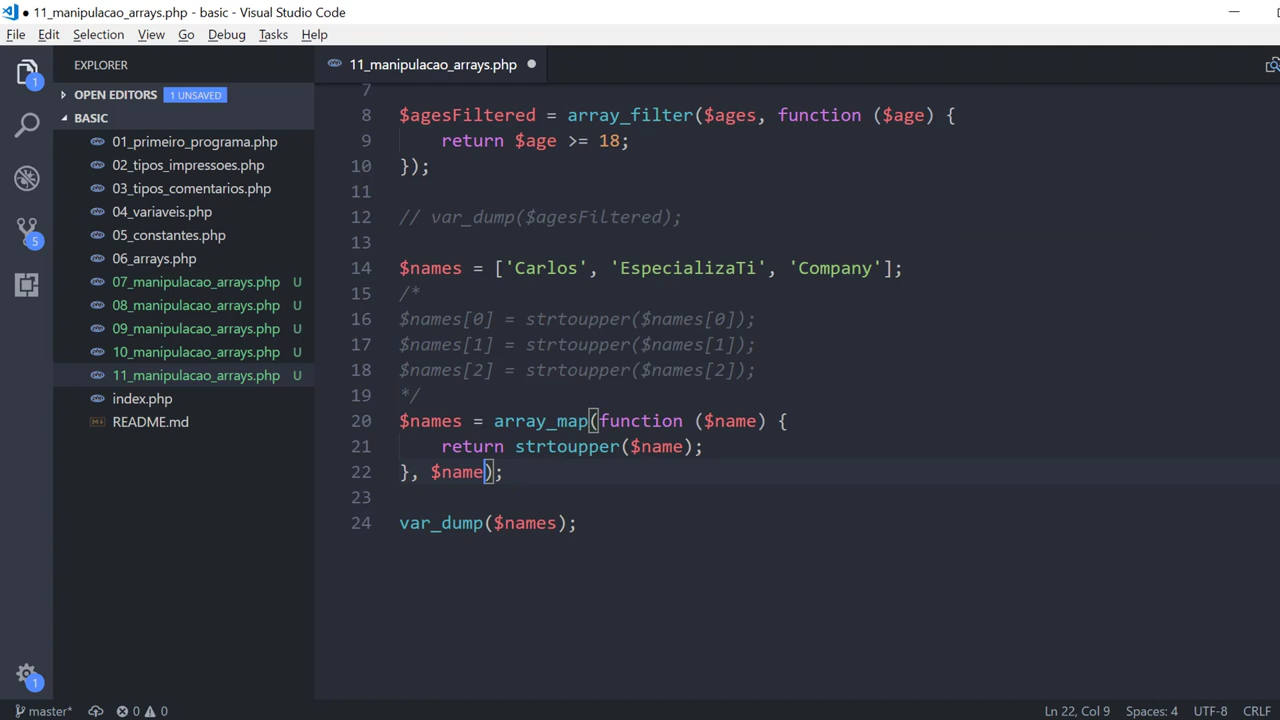 11_manipulacao_arrays.php - basic - Visual Studio Code
File Edit Selection View Go Debug Tasks Help
EXPLORER
OPEN EDITORS 1 UNSAVED
BASIC
01_primeiro_programa.php
02_tipos_impressoes.php
03_tipos_comentarios.php
04_variaveis.php
05_constantes.php
06_arrays.php
07_manipulacao_arrays.php U
08_manipulacao_arrays.php U
09_manipulacao_arrays.php U
10_manipulacao_arrays.php U
11_manipulacao_arrays.php U
index.php
README.md
1
5
1
11_manipulacao_arrays.php
7
8 $agesFiltered = array_filter($ages, function ($age) {
9 return $age >= 18;
10 });
11
12 // var_dump($agesFiltered);
13
14 $names = ['Carlos', 'EspecializaTi', 'Company'];
15 /*
16 $names[0] = strtoupper($names[0]);
17 $names[1] = strtoupper($names[1]);
18 $names[2] = strtoupper($names[2]);
19 */
20 $names = array_map(function ($name) {
21 return strtoupper($name);
22 }, $name);
23
24 var_dump($names);
master* 0 0 Ln 22, Col 9 Spaces: 4 UTF-8 CRLF